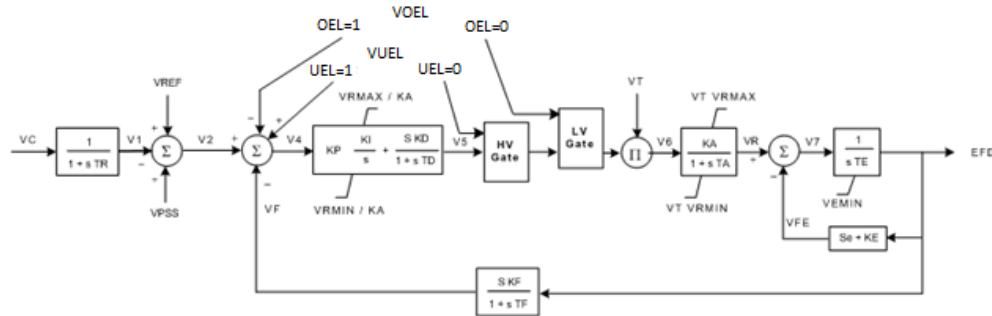 OEL=1 VOEL OEL=0
VUEL
UEL=1 UEL=0
VREF
VT
VT VRMAX
VRMAX / KA
VC
1
1 + s TR
V1
+
−
÷
Σ
V2
VPSS
+
−
+
−
Σ
V4
KP
KI
s
+
S KD
1 + s TD
V5
VRMIN / KA
HV
Gate
LV
Gate
Π
V6
KA
1 + s TA
VT VRMIN
VR
÷
−
Σ
V7
1
s TE
VEMIN
EFD
VF
VFE
Se + KE
S KF
1 + s TF